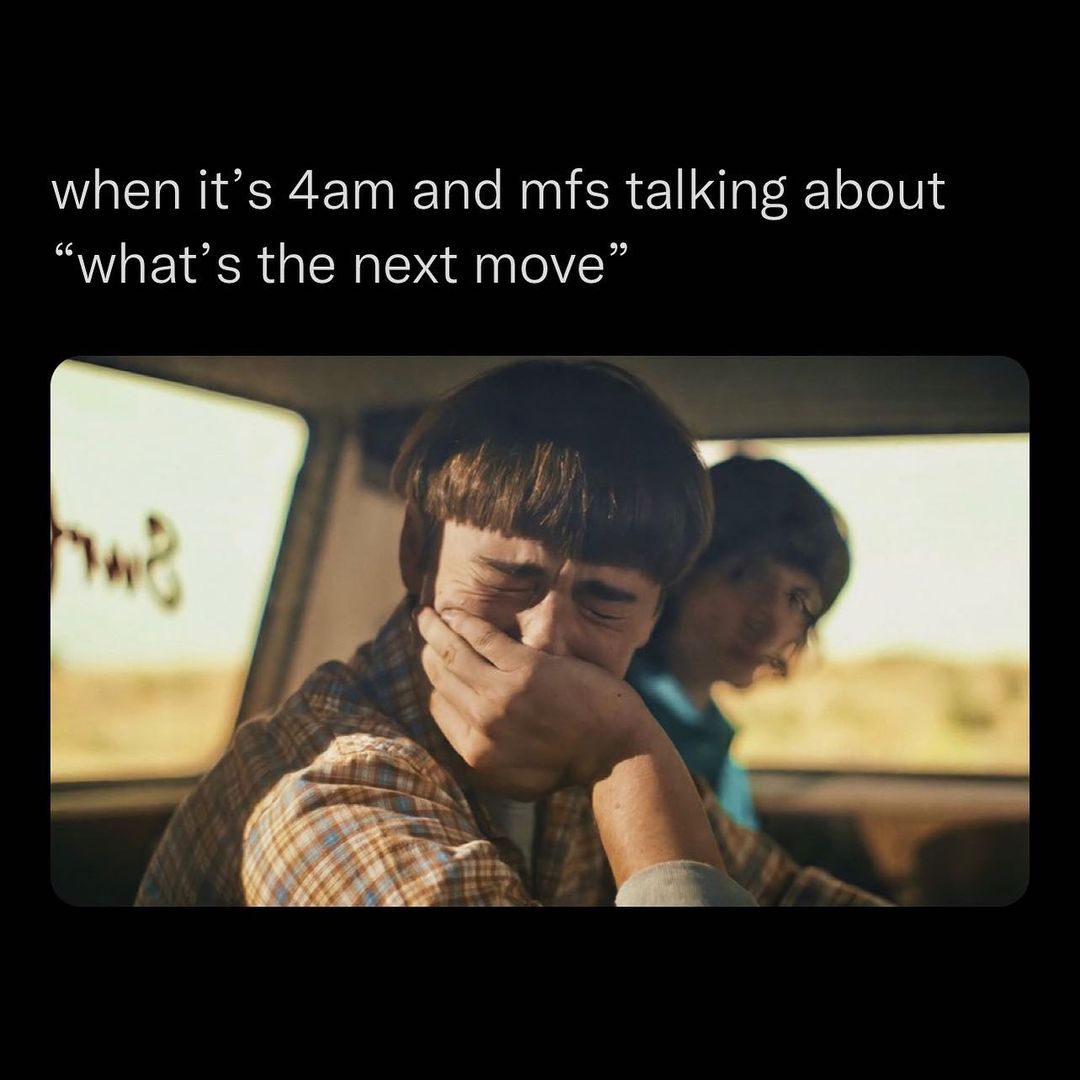 when it’s 4am and mfs talking about
“what’s the next move”